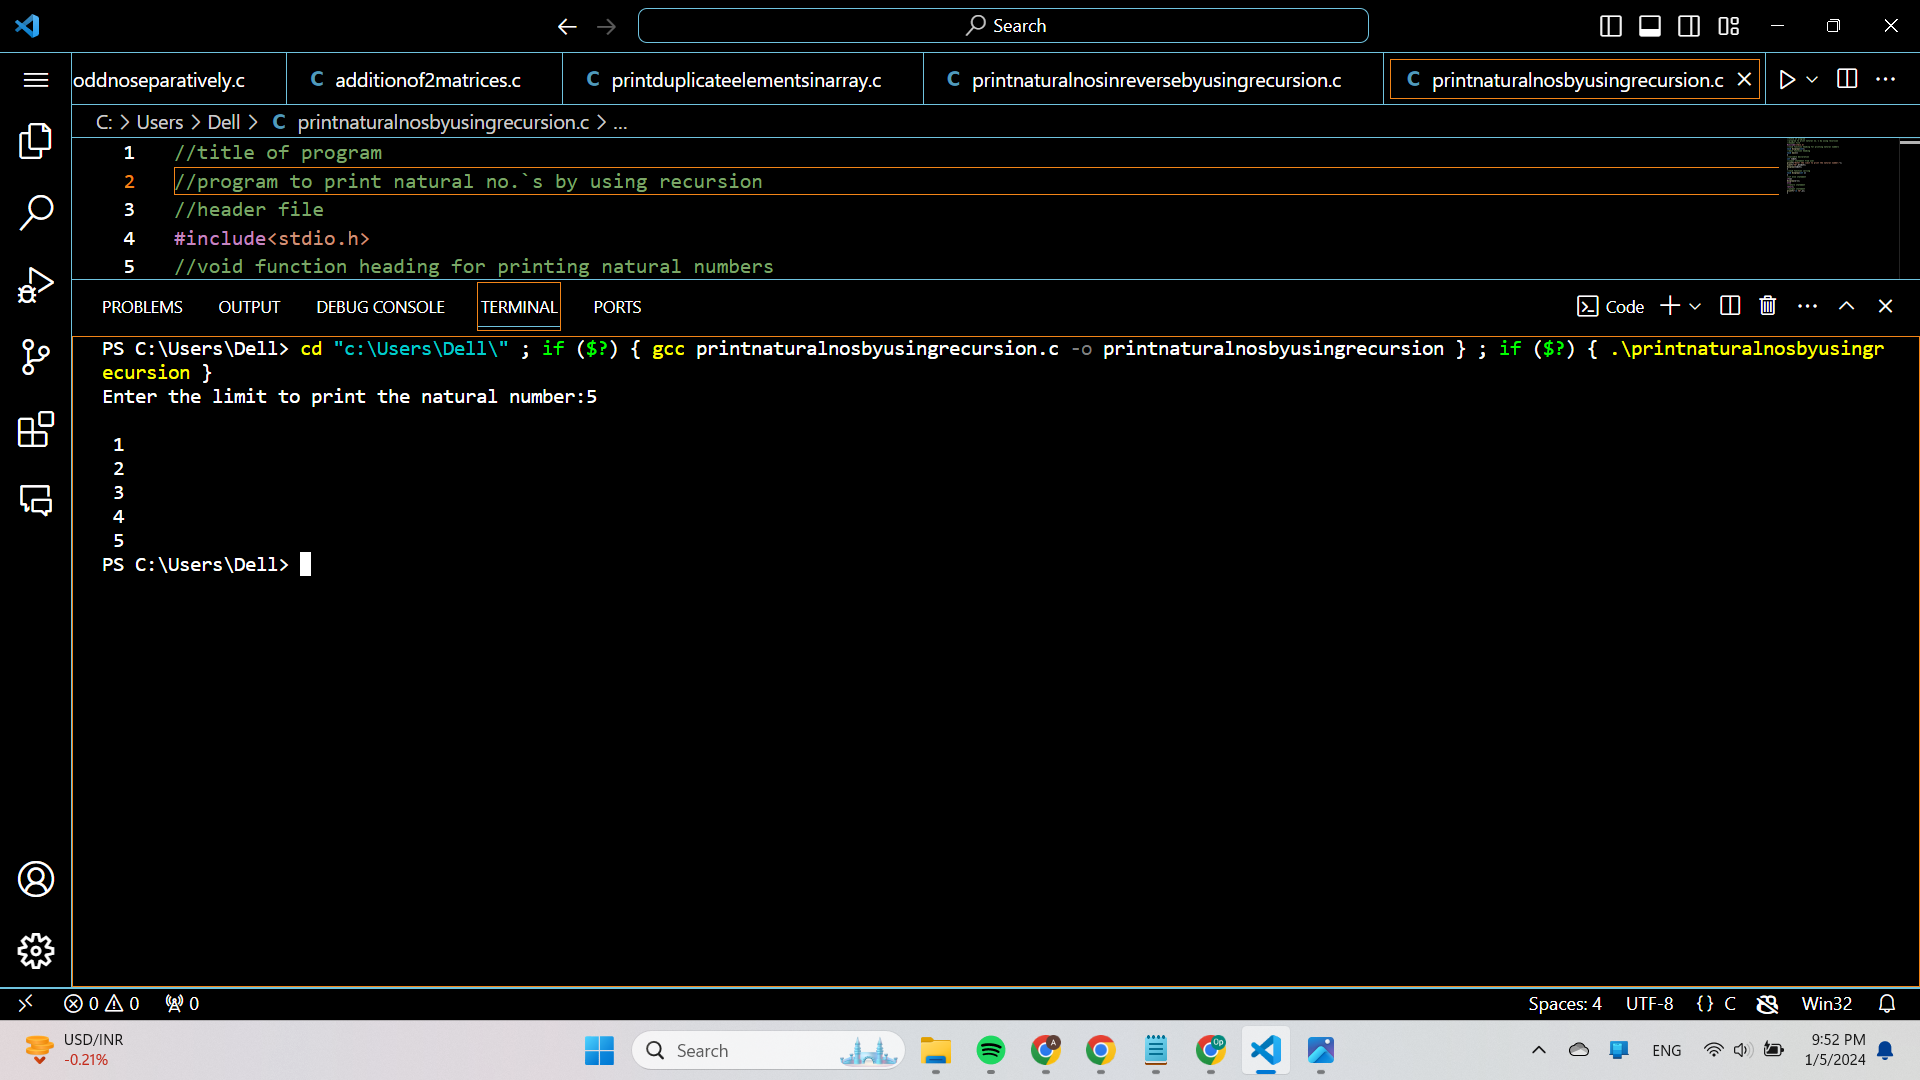 Search
oddnoseparatively.c
C additionof2matrices.c
C printduplicateelementsinarray.c
C printnaturalnosinreversebyusingrecursion.c
C printnaturalnosbyusingrecursion.c
C: > Users > Dell > C printnaturalnosbyusingrecursion.c > ...
1 //title of program
2 //program to print natural no.`s by using recursion
3 //header file
4 #include<stdio.h>
5 //void function heading for printing natural numbers
PROBLEMS OUTPUT DEBUG CONSOLE TERMINAL PORTS
Code
PS C:\Users\Dell> cd "c:\Users\Dell\" ; if ($?) { gcc printnaturalnosbyusingrecursion.c -o printnaturalnosbyusingrecursion } ; if ($?) { .\printnaturalnosbyusingr
ecursion }
Enter the limit to print the natural number:5
1
2
3
4
5
PS C:\Users\Dell>
0 0 0
Spaces: 4 UTF-8 {} C Win32
USD/INR
-0.21%
Search
A
Op
ENG
9:52 PM
1/5/2024